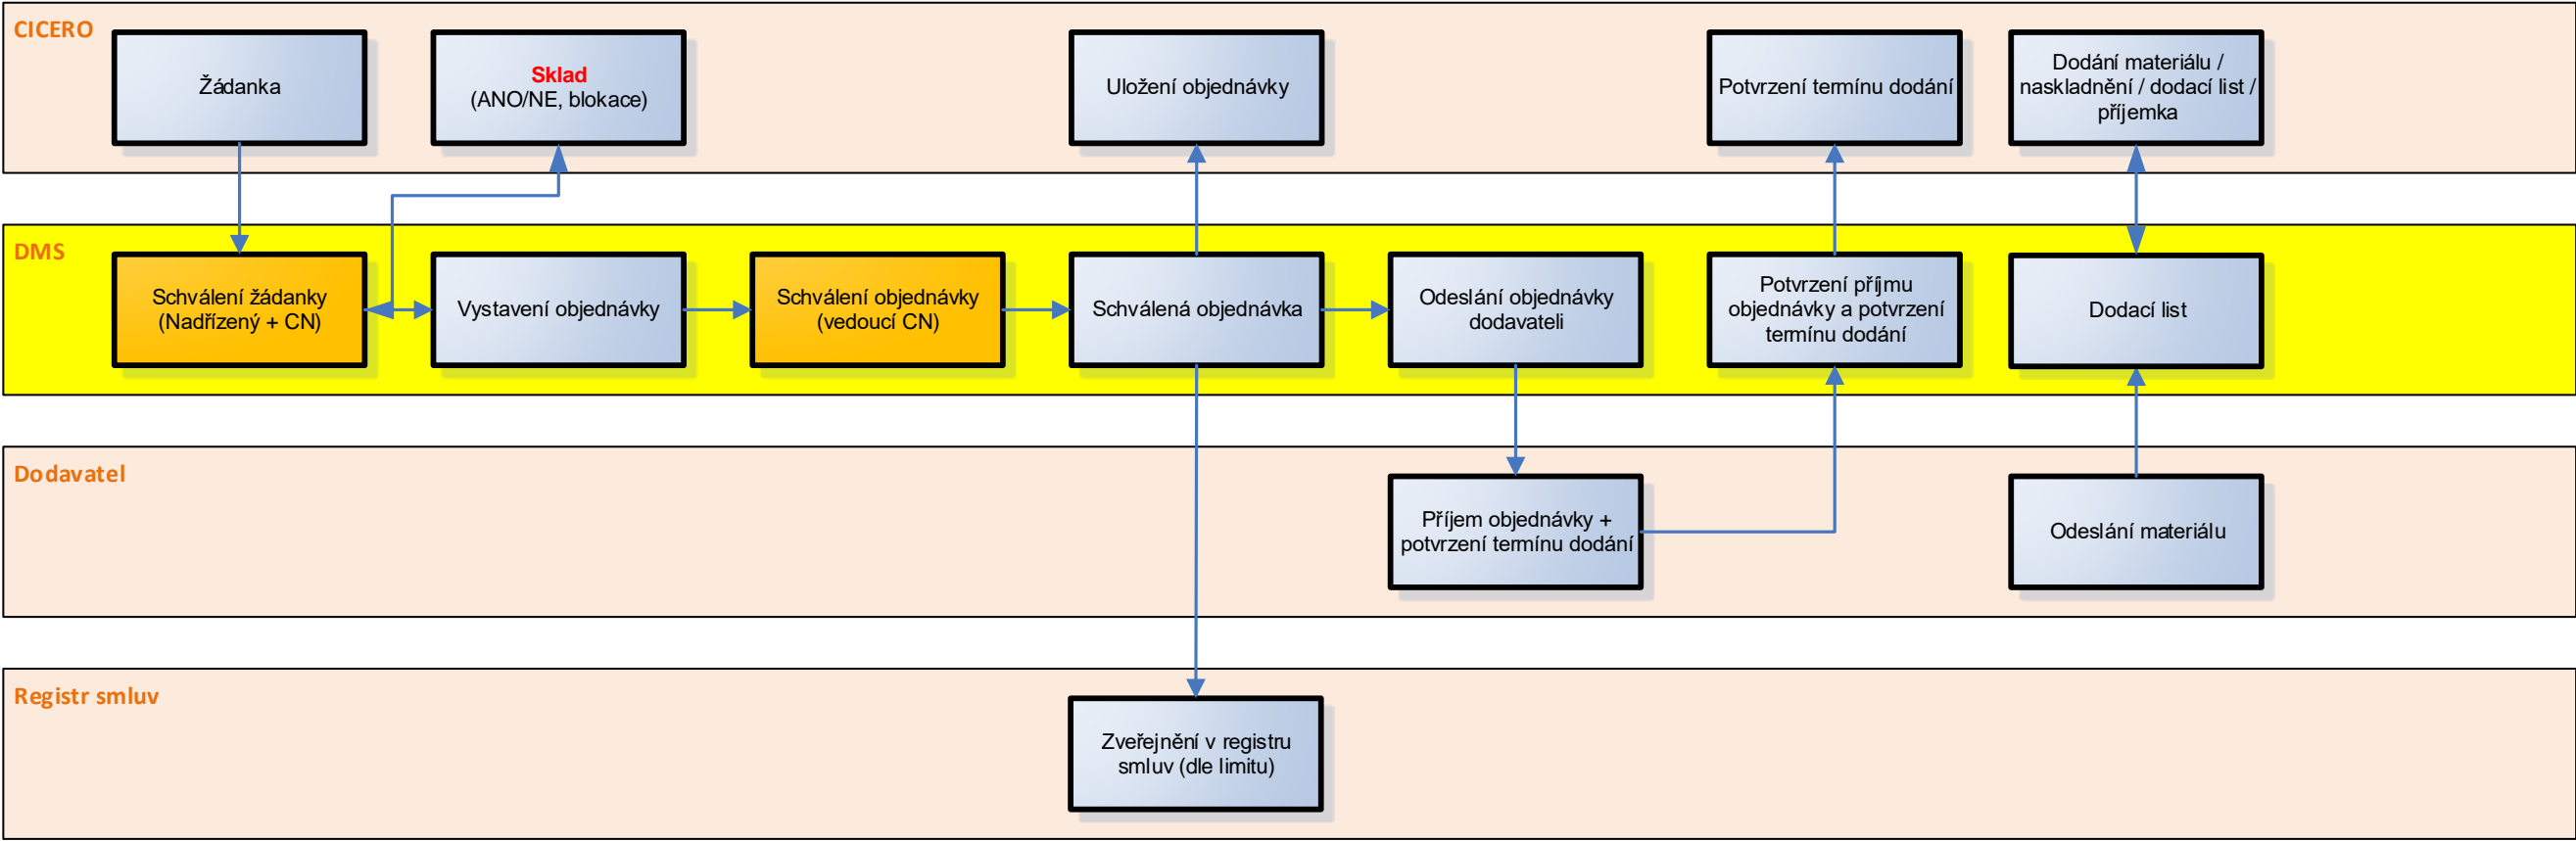 CICERO
Žádanka
Sklad
(ANO/NE, blokace)
Uložení objednávky
Potvrzení termínu dodání
Dodání materiálu /
naskladnění / dodací list /
příjemka
DMS
Schválení žádanky
(Nadřízený + CN)
Vystavení objednávky
Schválení objednávky
(vedoucí CN)
Schválená objednávka
Odeslání objednávky
dodavateli
Potvrzení příjmu
objednávky a potvrzení
termínu dodání
Dodací list
Dodavatel
Příjem objednávky +
potvrzení termínu dodání
Odeslání materiálu
Registr smluv
Zveřejnění v registru
smluv (dle limitu)